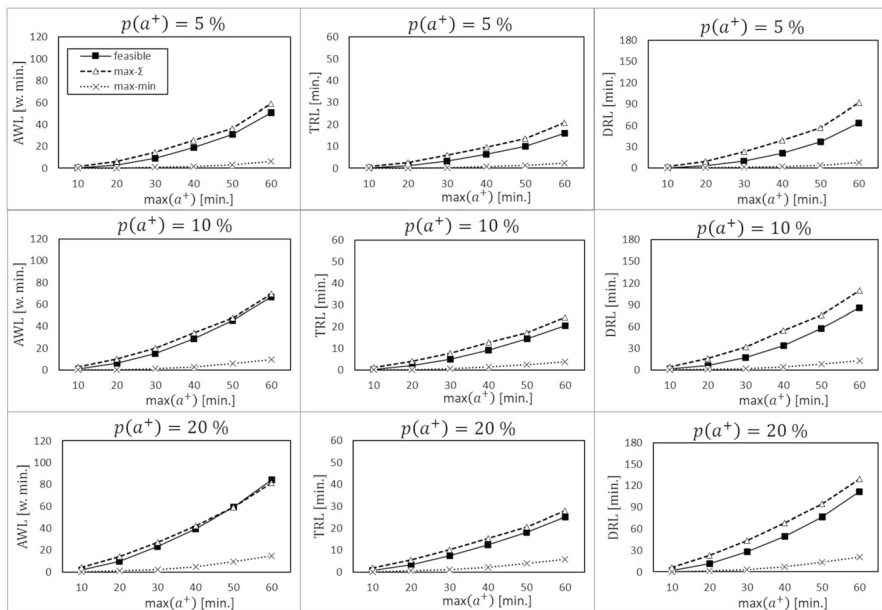 p(a⁺) = 5 %
AWL [w. min.]
120
100
80
60
40
20
0
feasible
max-Σ
max-min
10 20 30 40 50 60
max(a⁺) [min.]
p(a⁺) = 5 %
TRL [min.]
60
50
40
30
20
10
0
10 20 30 40 50 60
max(a⁺) [min.]
p(a⁺) = 5 %
DRL [min.]
180
150
120
90
60
30
0
10 20 30 40 50 60
max(a⁺) [min.]
p(a⁺) = 10 %
AWL [w. min.]
120
100
80
60
40
20
0
10 20 30 40 50 60
max(a⁺) [min.]
p(a⁺) = 10 %
TRL [min.]
60
50
40
30
20
10
0
10 20 30 40 50 60
max(a⁺) [min.]
p(a⁺) = 10 %
DRL [min.]
180
150
120
90
60
30
0
10 20 30 40 50 60
max(a⁺) [min.]
p(a⁺) = 20 %
AWL [w. min.]
120
100
80
60
40
20
0
10 20 30 40 50 60
max(a⁺) [min.]
p(a⁺) = 20 %
TRL [min.]
60
50
40
30
20
10
0
10 20 30 40 50 60
max(a⁺) [min.]
p(a⁺) = 20 %
DRL [min.]
180
150
120
90
60
30
0
10 20 30 40 50 60
max(a⁺) [min.]